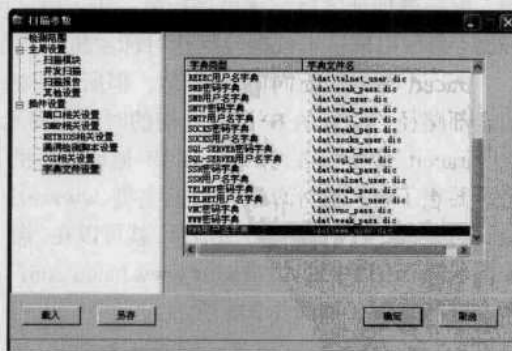 扫描参数
检测范围
全局设置
扫描模块
并发扫描
扫描报告
其他设置
插件设置
端口相关设置
SNMP相关设置
NETBIOS相关设置
漏洞检测脚本设置
CGI相关设置
字典文件设置
字典类型 字典文件名
REXEC用户名字典 .\dat\telnet_user.dic
SMB密码字典 .\dat\weak_pass.dic
SMB用户名字典 .\dat\nt_user.dic
SMTP密码字典 .\dat\weak_pass.dic
SMTP用户名字典 .\dat\mail_user.dic
SOCKS密码字典 .\dat\weak_pass.dic
SOCKS用户名字典 .\dat\socks_user.dic
SQL-SERVER密码字典 .\dat\weak_pass.dic
SQL-SERVER用户名字典 .\dat\sql_user.dic
SSH密码字典 .\dat\weak_pass.dic
SSH用户名字典 .\dat\telnet_user.dic
TELNET密码字典 .\dat\weak_pass.dic
TELNET用户名字典 .\dat\telnet_user.dic
VNC密码字典 .\dat\vnc_pass.dic
WWW密码字典 .\dat\weak_pass.dic
WWW用户名字典 .\dat\www_user.dic
载入 另存 确定 取消